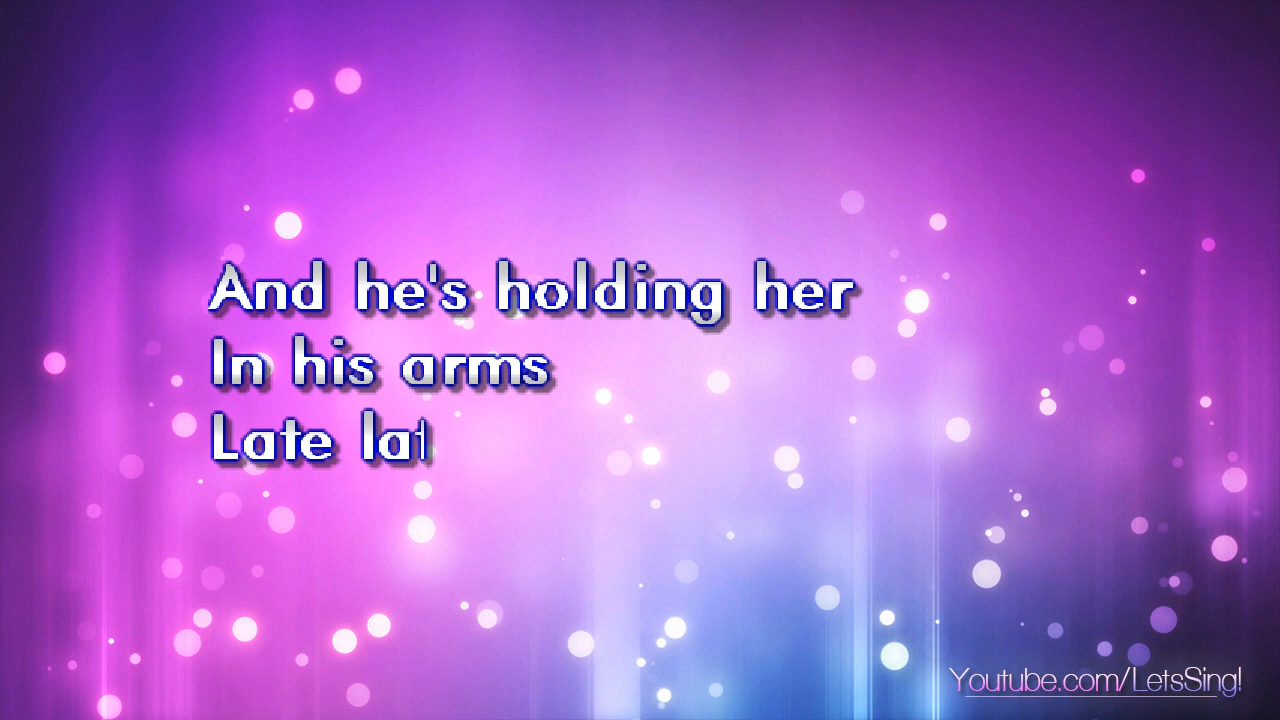 And he's holding her
In his arms
Late lat
Youtube.com/LetsSing!